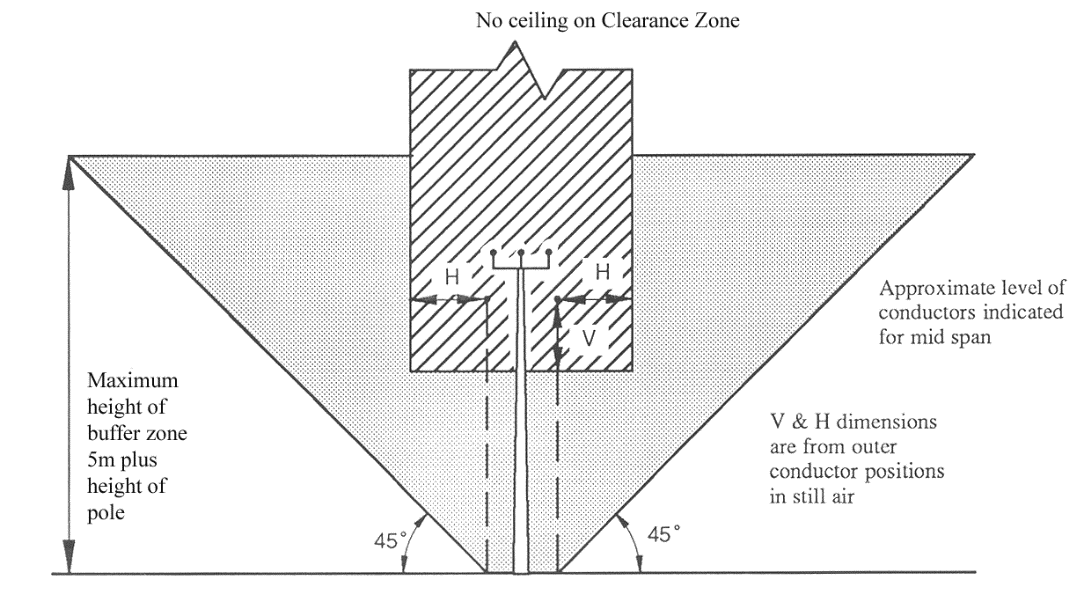 No ceiling on Clearance Zone
H
H
V
Approximate level of
conductors indicated
for mid span
Maximum
height of
buffer zone
5m plus
height of
pole
V & H dimensions
are from outer
conductor positions
in still air
45°
45°